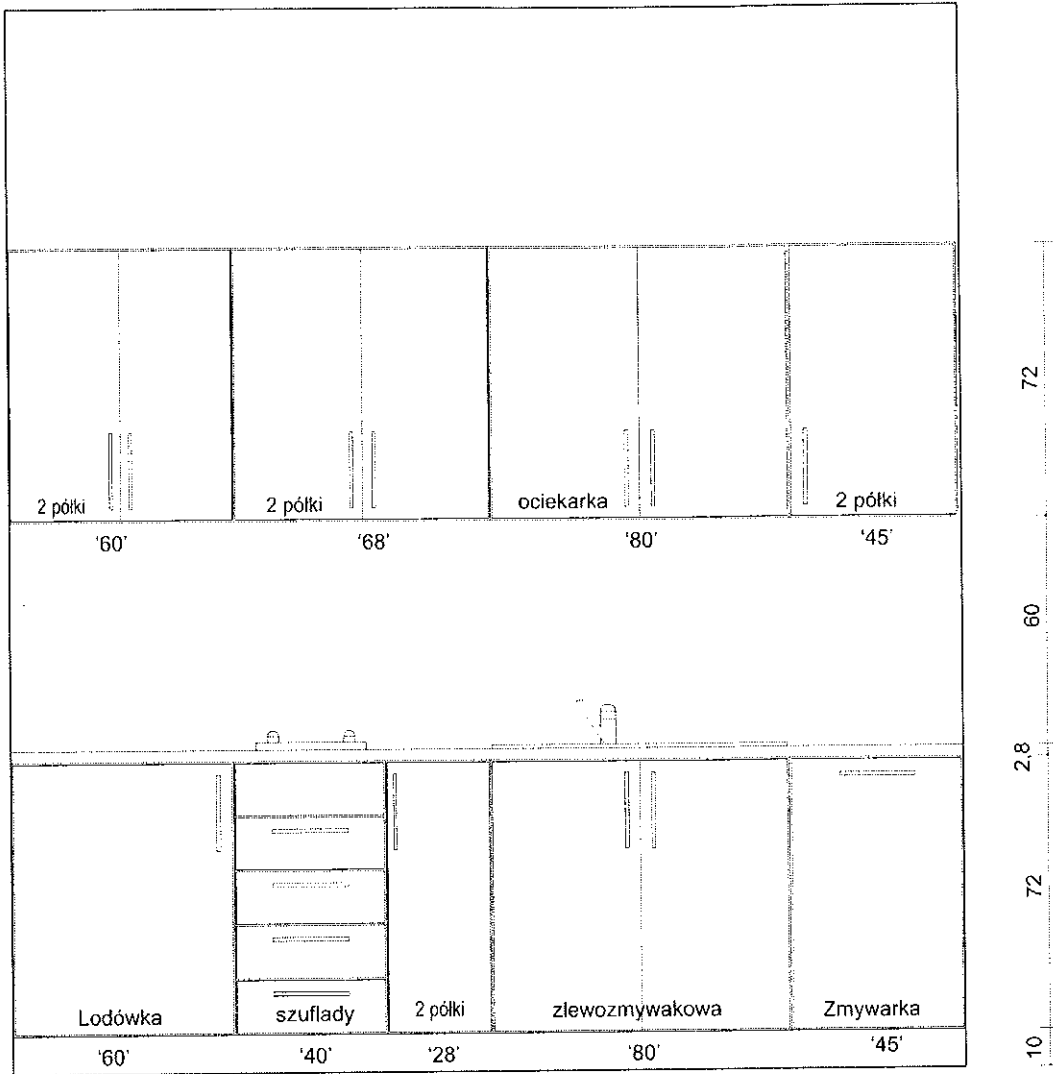 72
2 półki 2 półki ociekarka 2 półki
‘60’ ‘68’ ‘80’ ‘45’
60
2,8
72
Lodówka szuflady 2 półki zlewozmywakowa Zmywarka
‘60’ ‘40’ ‘28’ ‘80’ ‘45’
10